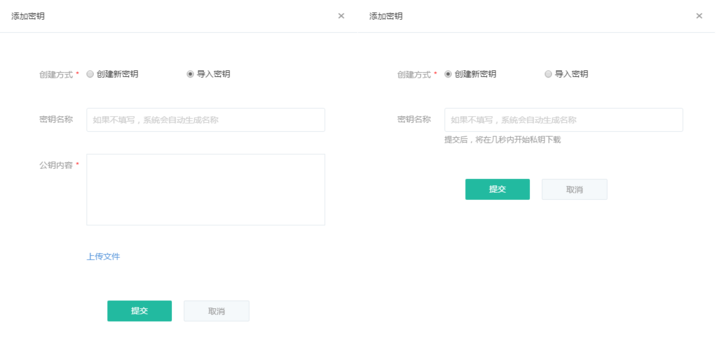 添加密钥 ×
创建方式 * 创建新密钥 导入密钥
密钥名称 如果不填写，系统会自动生成名称
公钥内容 *
上传文件
提交 取消
添加密钥 ×
创建方式 * 创建新密钥 导入密钥
密钥名称 如果不填写，系统会自动生成名称
提交后，将在几秒内开始私钥下载
提交 取消